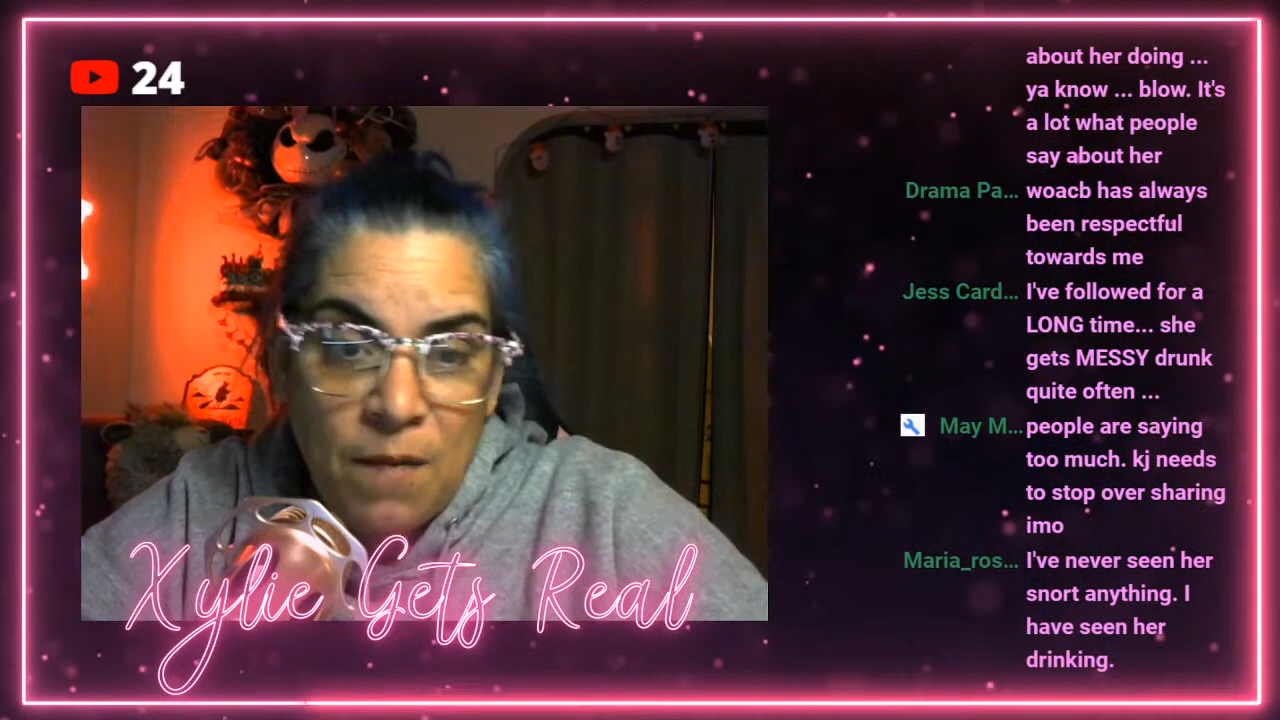 24
Xylie Gets Real
about her doing ...
ya know ... blow. It's
a lot what people
say about her
Drama Pa... woacb has always
been respectful
towards me
Jess Card... I've followed for a
LONG time... she
gets MESSY drunk
quite often ...
May M... people are saying
too much. kj needs
to stop over sharing
imo
Maria_ros... I've never seen her
snort anything. I
have seen her
drinking.